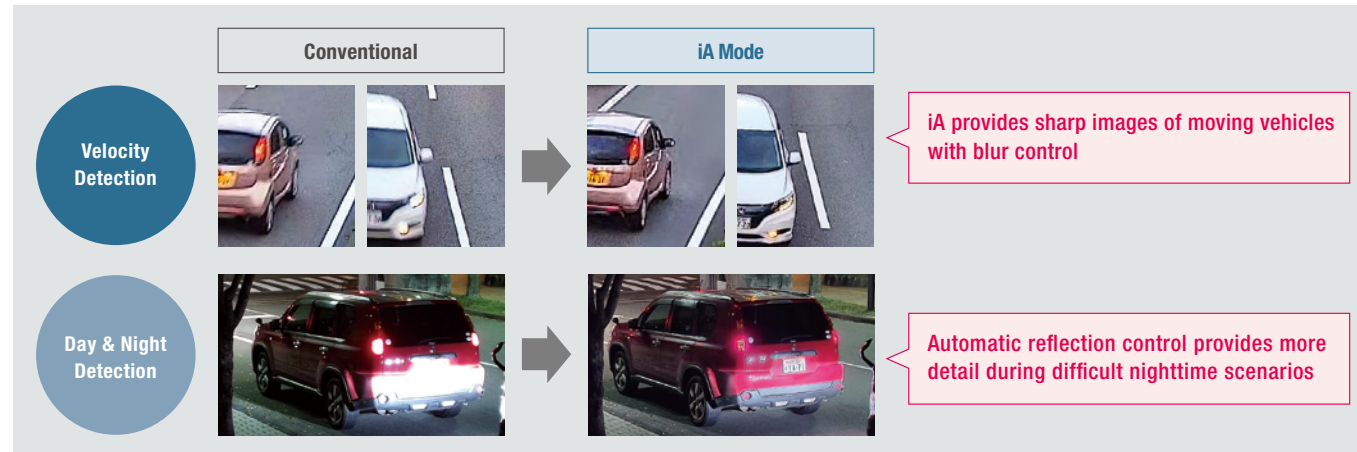 Conventional
iA Mode
Velocity
Detection
iA provides sharp images of moving vehicles
with blur control
Day & Night
Detection
Automatic reflection control provides more
detail during difficult nighttime scenarios